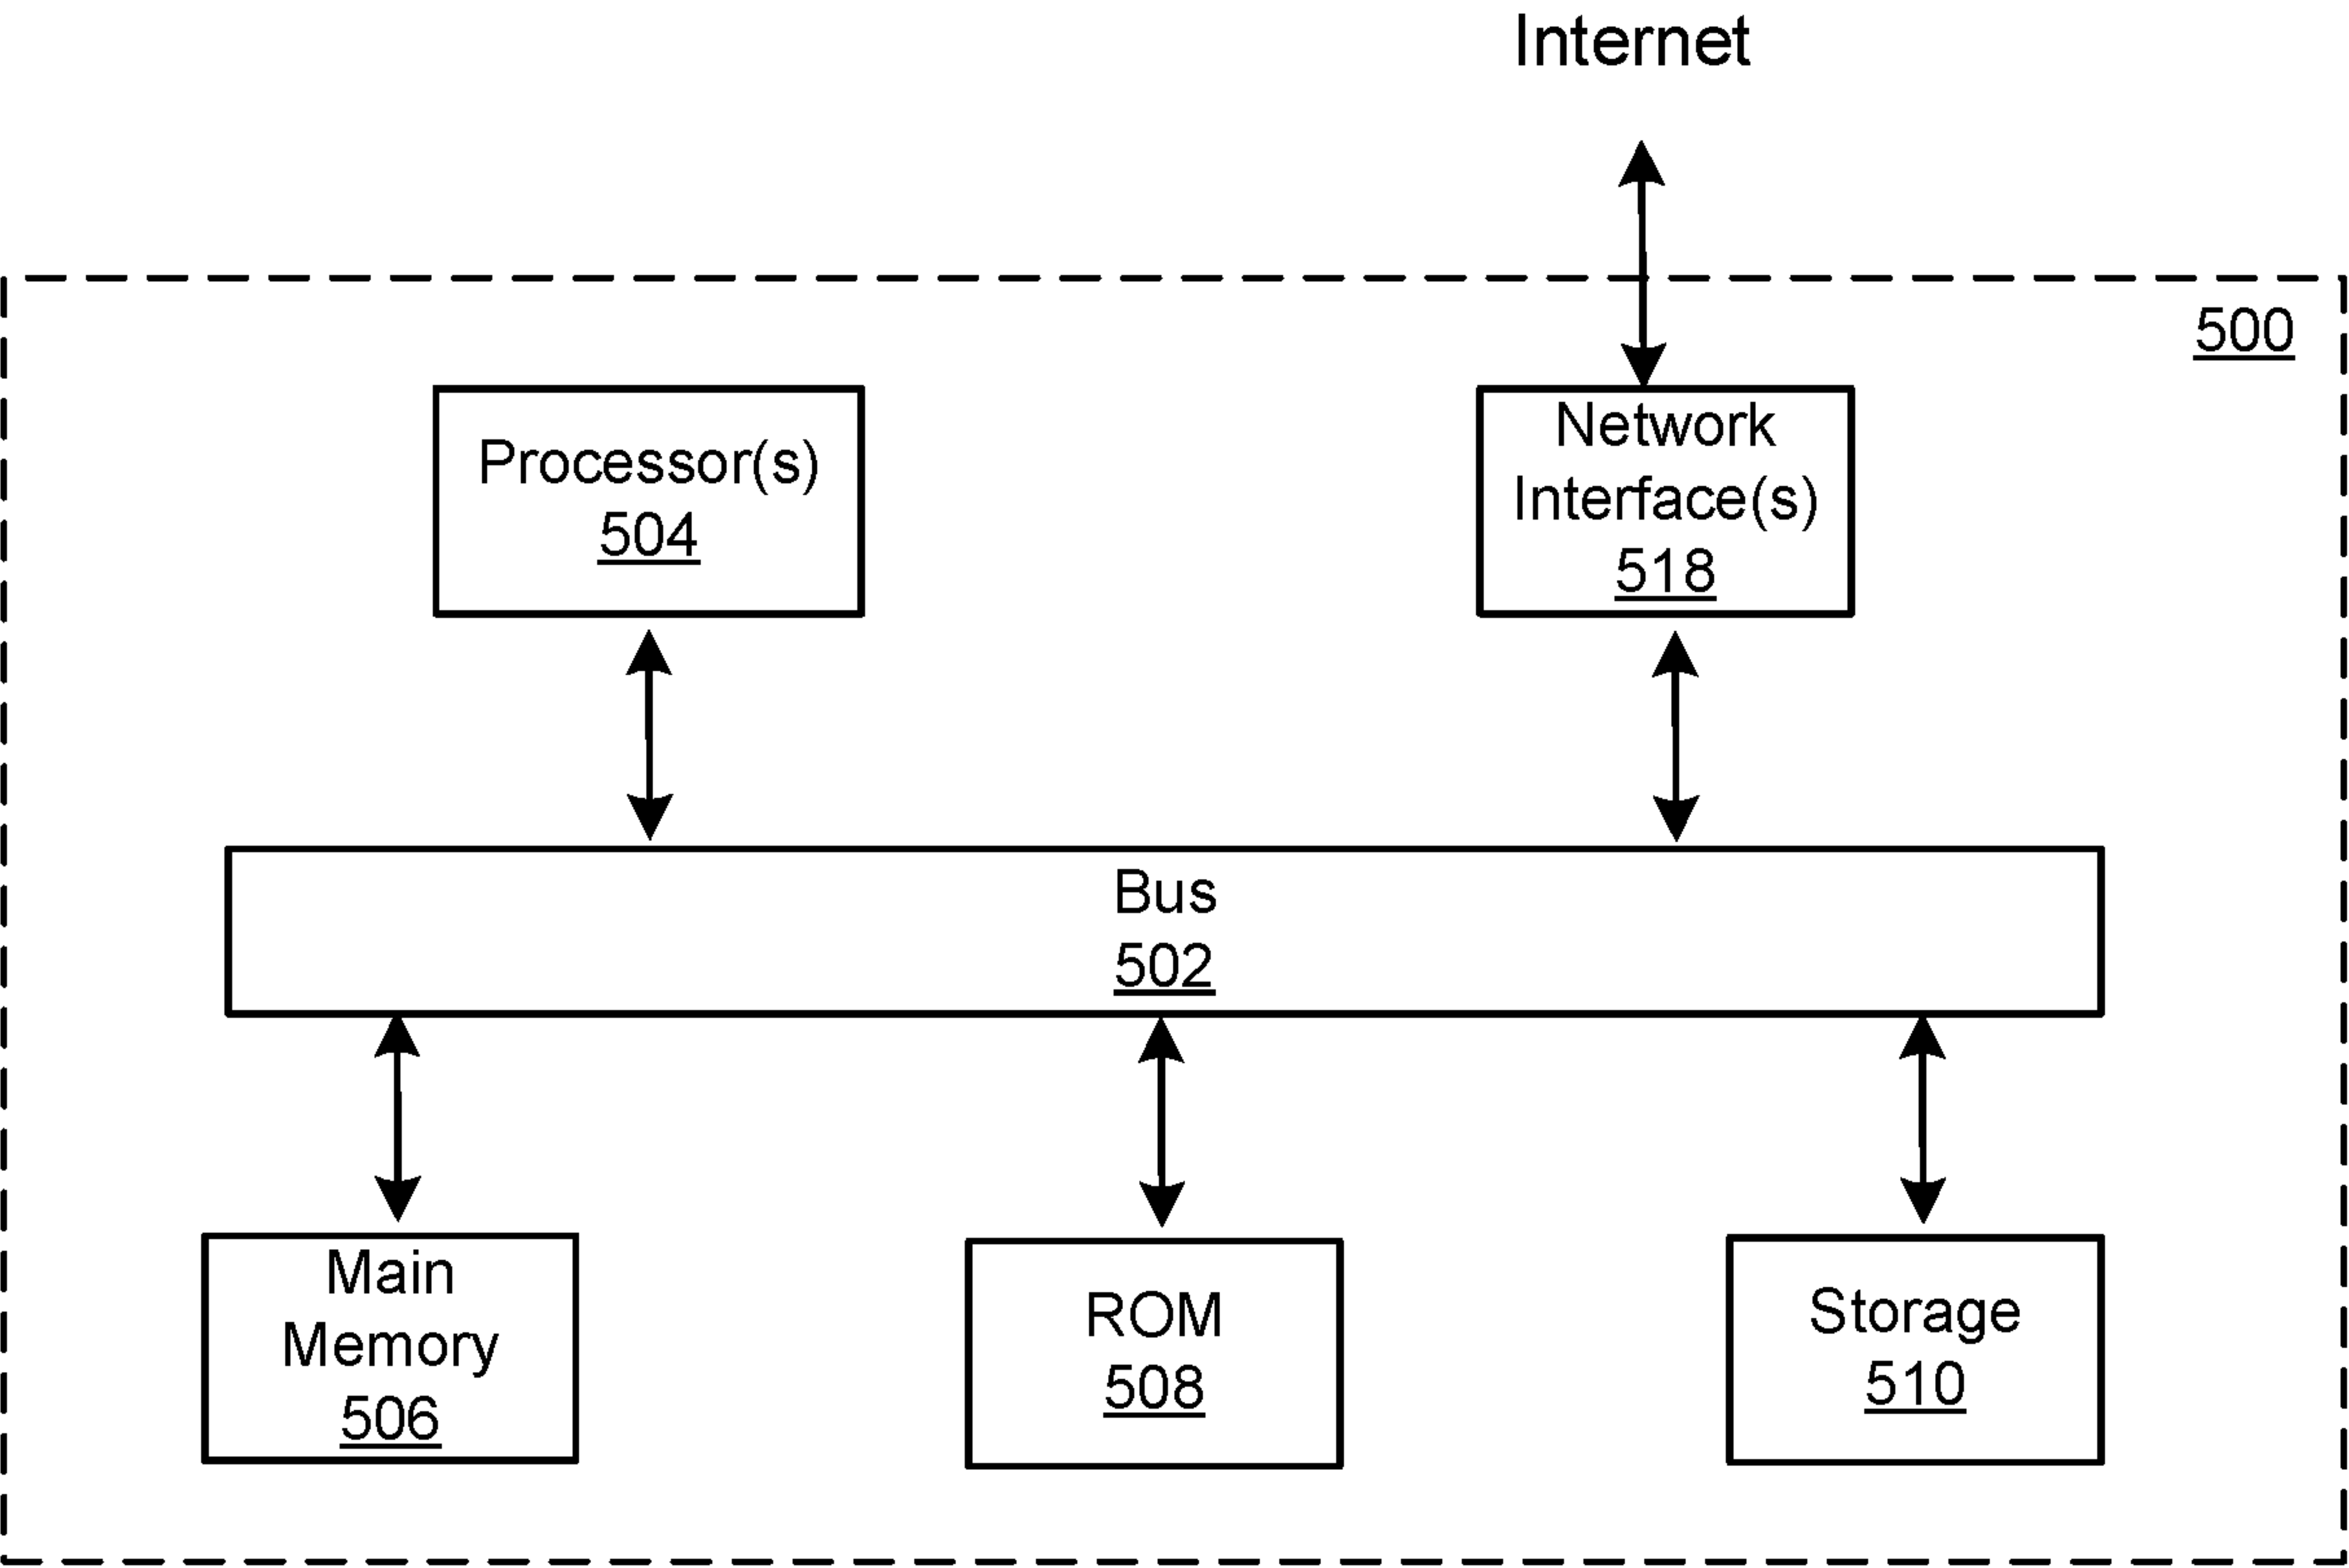 Internet
500
Processor(s)
504
Network
Interface(s)
518
Bus
502
Main
Memory
506
ROM
508
Storage
510